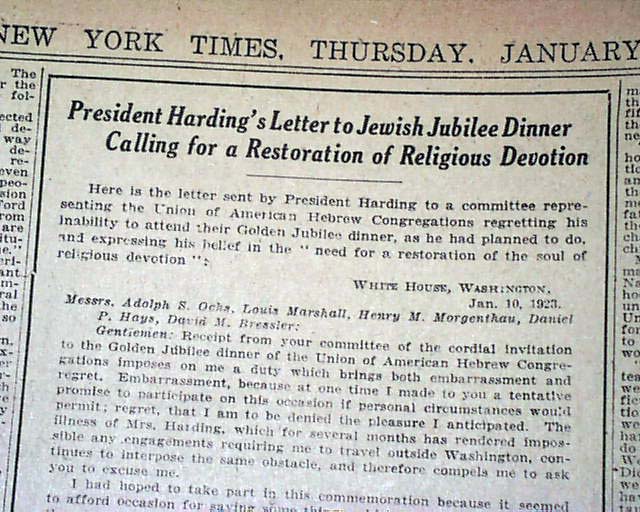 NEW YORK TIMES, THURSDAY, JANUARY
President Harding's Letter to Jewish Jubilee Dinner
Calling for a Restoration of Religious Devotion
Here is the letter sent by President Harding to a committee repre-
senting the Union of American Hebrew Congregations regretting his
inability to attend their Golden Jubilee dinner, as he had planned to do,
and expressing his belief in the "need for a restoration of the soul of
religious devotion":
WHITE HOUSE, WASHINGTON,
Jan. 10, 1923.
Messrs. Adolph S. Ochs, Louis Marshall, Henry M. Morgenthau, Daniel
P. Hays, David M. Bressler:
Gentlemen: Receipt from your committee of the cordial invitation
to the Golden Jubilee dinner of the Union of American Hebrew Congre-
gations imposes on me a duty which brings both embarrassment and
regret. Embarrassment, because at one time I made to you a tentative
promise to participate on this occasion if personal circumstances would
permit; regret, that I am to be denied the pleasure I anticipated. The
illness of Mrs. Harding, which for several months has rendered impos-
sible any engagements requiring me to travel outside Washington, con-
tinues to interpose the same obstacle, and therefore compels me to ask
you to excuse me.
I had hoped to take part in this commemoration because it seemed
to afford occasion for saying some